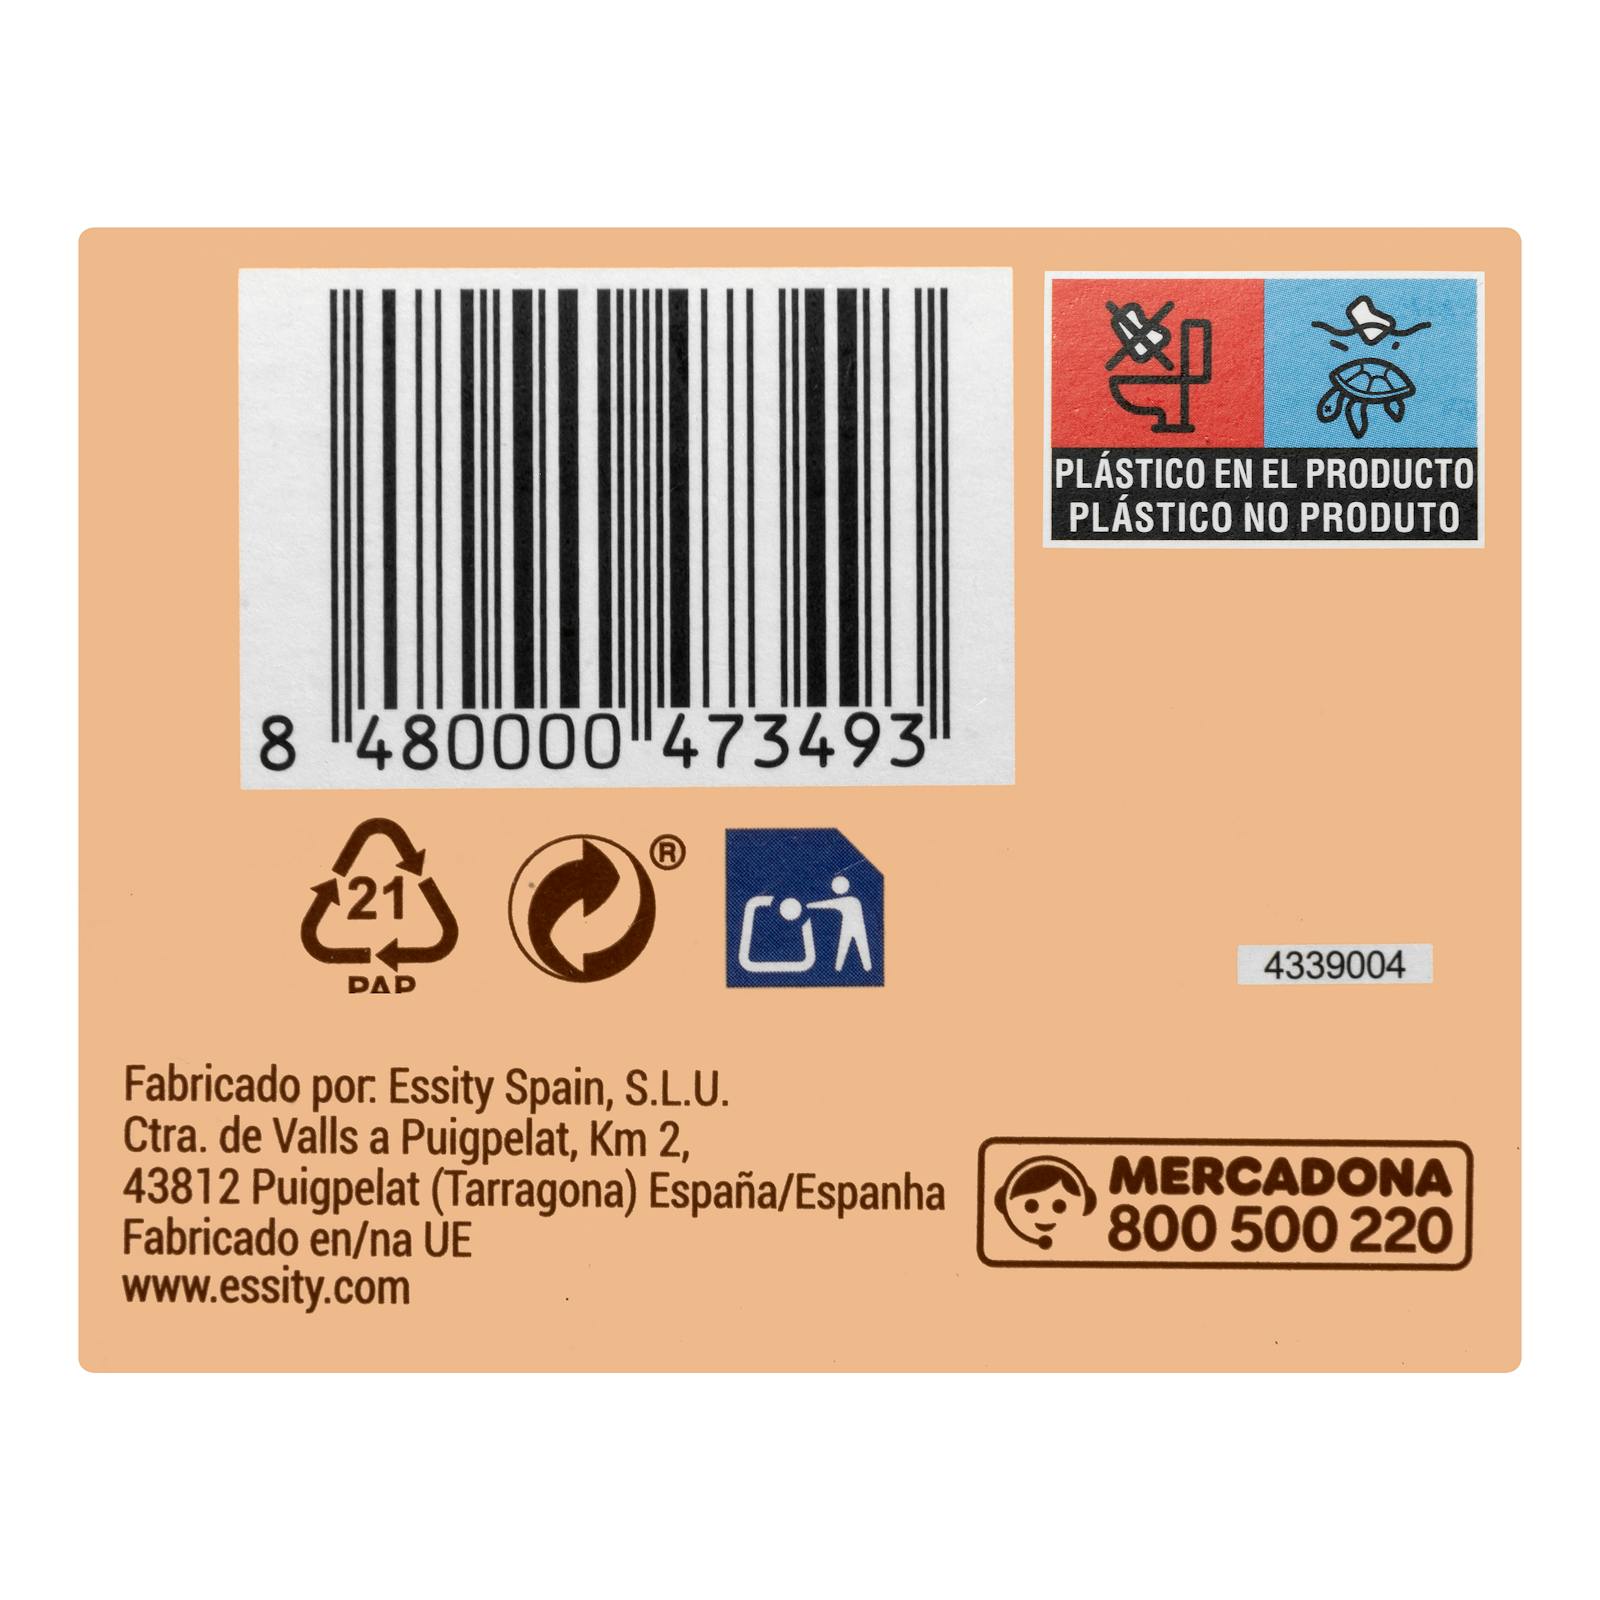 8 480000 473493
PLÁSTICO EN EL PRODUCTO
PLÁSTICO NO PRODUTO
21
PAP
®
4339004
Fabricado por: Essity Spain, S.L.U.
Ctra. de Valls a Puigpelat, Km 2,
43812 Puigpelat (Tarragona) España/Espanha
Fabricado en/na UE
www.essity.com
MERCADONA
800 500 220